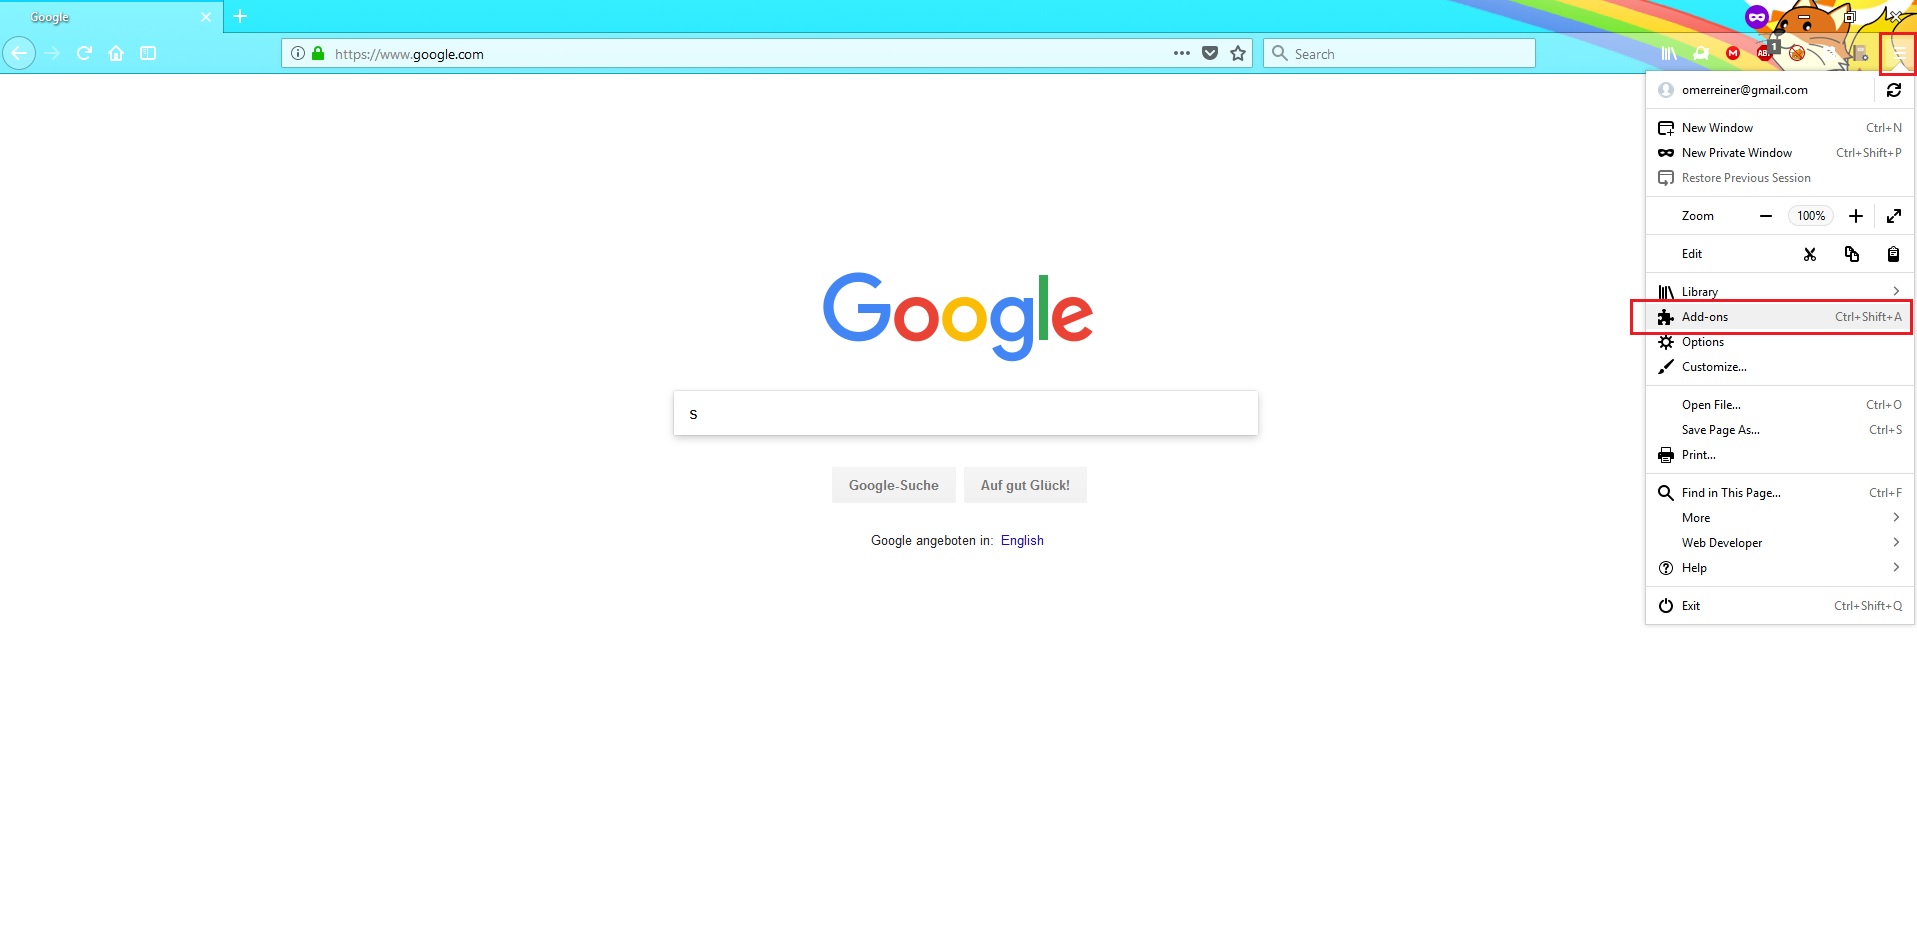 Google
https://www.google.com
Search
M
ABP
1
omerreiner@gmail.com
New Window Ctrl+N
New Private Window Ctrl+Shift+P
Restore Previous Session
Zoom 100%
Edit
Library
Add-ons Ctrl+Shift+A
Options
Customize...
Open File... Ctrl+O
Save Page As... Ctrl+S
Print...
Find in This Page... Ctrl+F
More
Web Developer
Help
Exit Ctrl+Shift+Q
Google
s
Google-Suche Auf gut Glück!
Google angeboten in: English